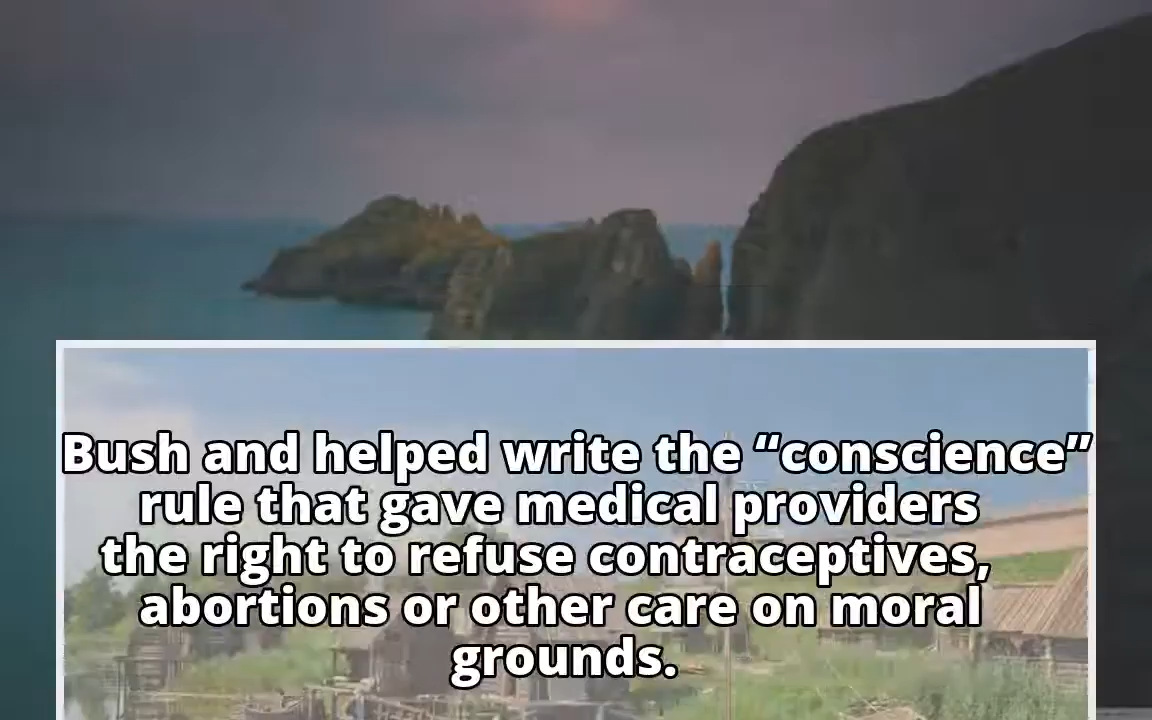 Bush and helped write the “conscience”
rule that gave medical providers
the right to refuse contraceptives,
abortions or other care on moral
grounds.